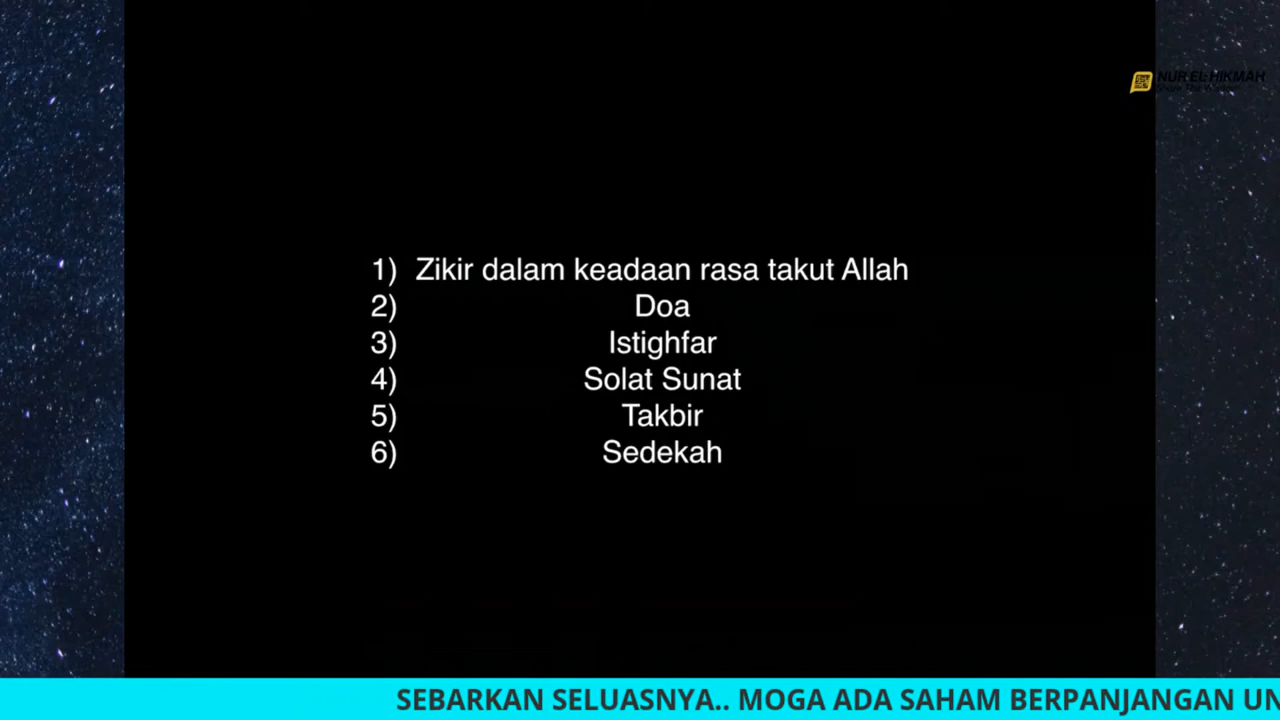 NUR EL HIKMAH
1) Zikir dalam keadaan rasa takut Allah
2) Doa
3) Istighfar
4) Solat Sunat
5) Takbir
6) Sedekah
SEBARKAN SELUASNYA.. MOGA ADA SAHAM BERPANJANGAN UN